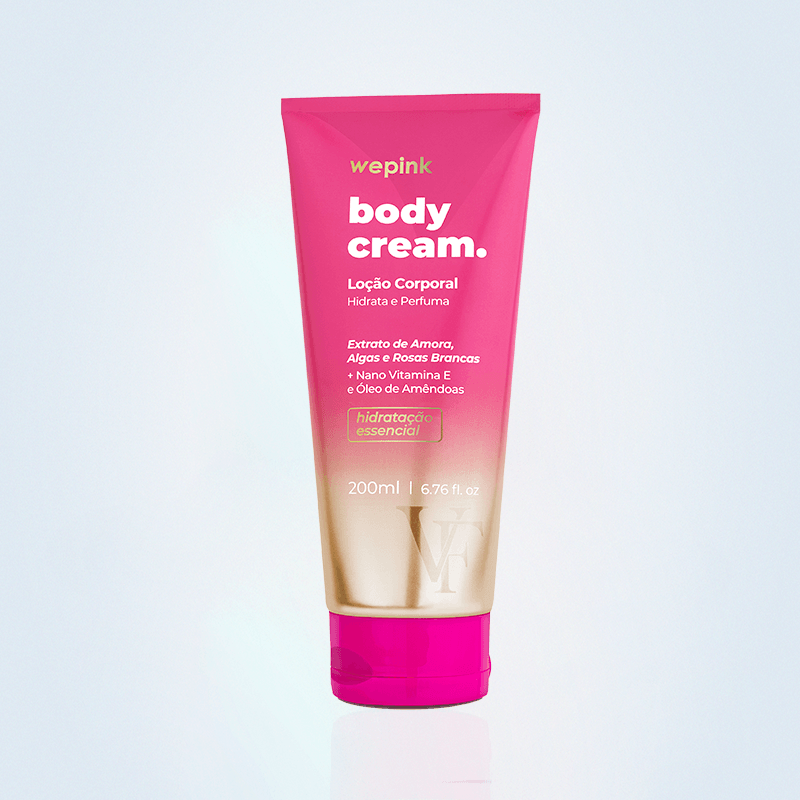 wepink
body
cream.
Loção Corporal
Hidrata e Perfuma
Extrato de Amora,
Algas e Rosas Brancas
+ Nano Vitamina E
e Óleo de Amêndoas
hidratação
essencial
200ml | 6.76 fl. oz
VF